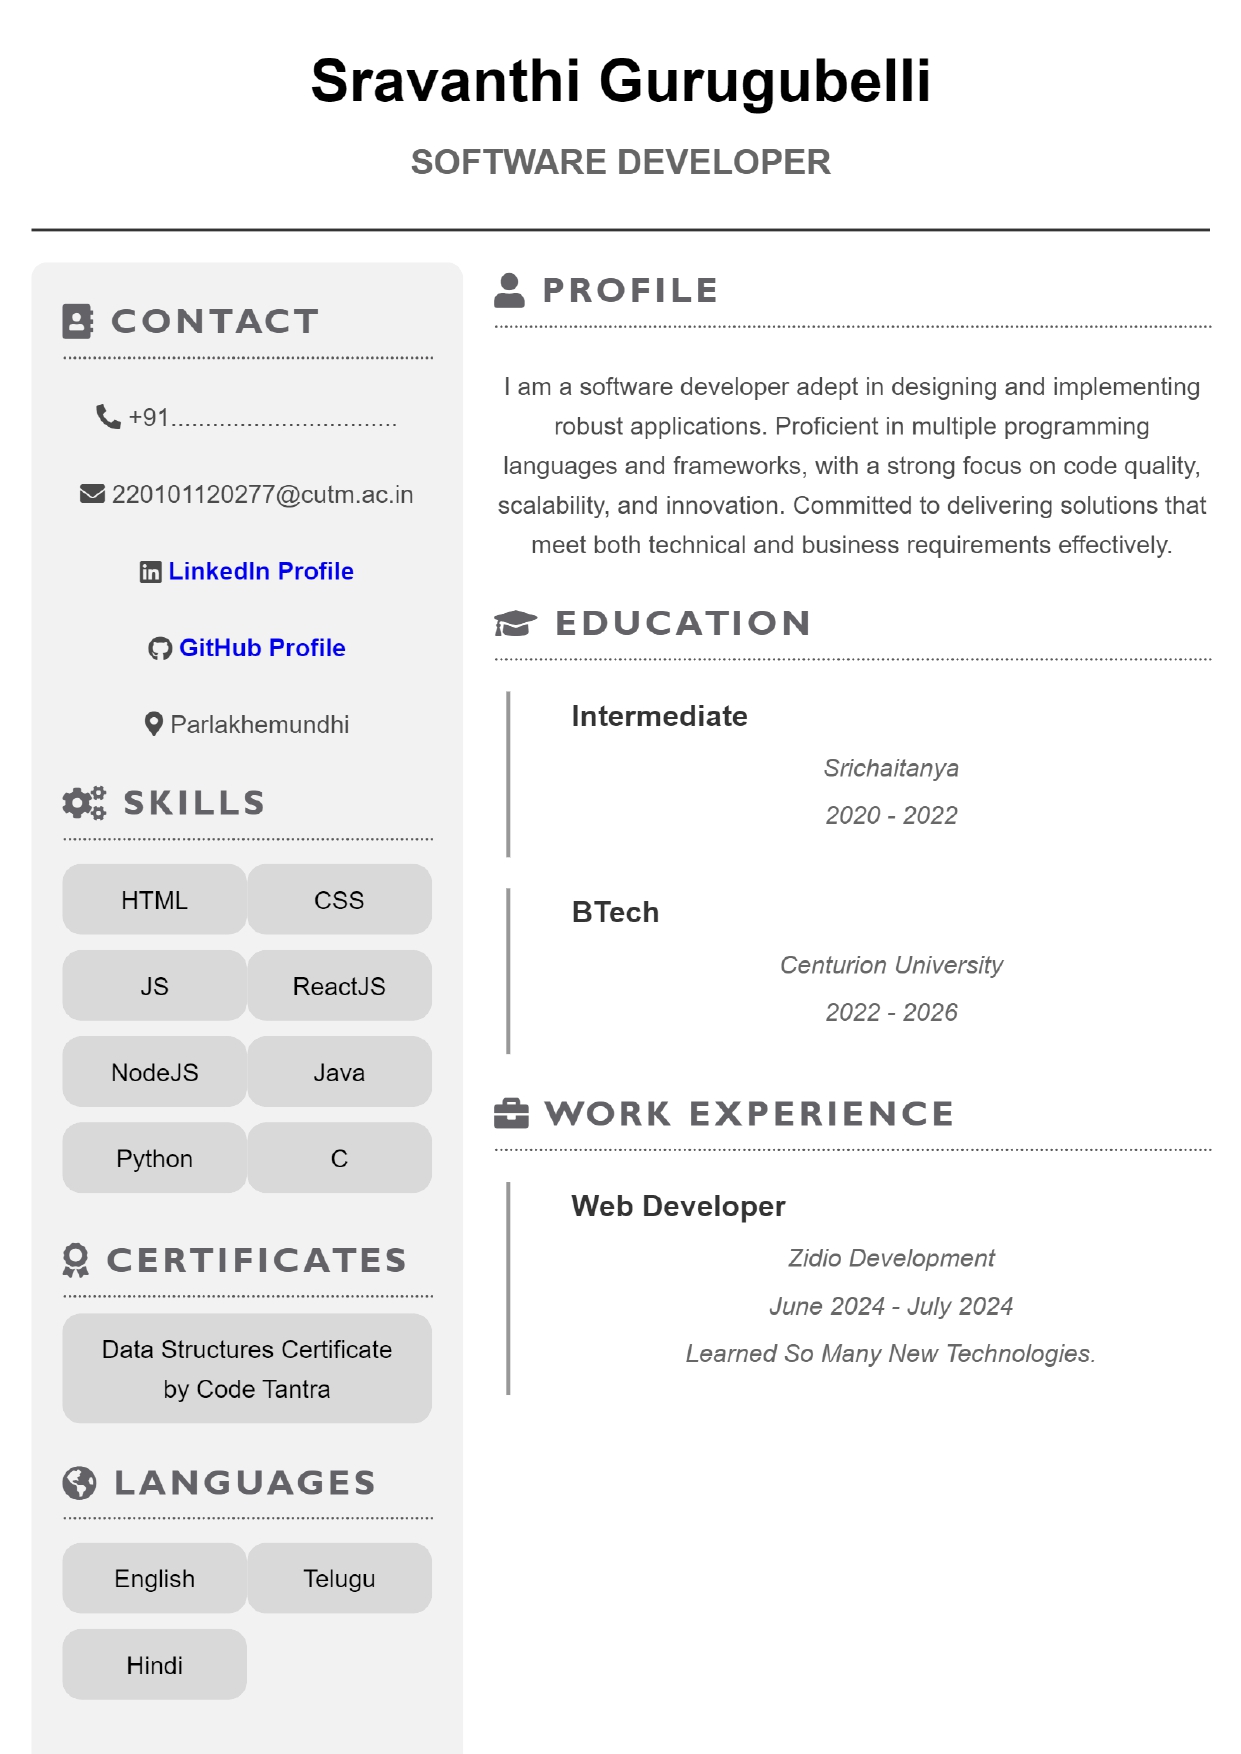 Sravanthi Gurugubelli
SOFTWARE DEVELOPER
CONTACT
+91.................................
220101120277@cutm.ac.in
LinkedIn Profile
GitHub Profile
Parlakhemundhi
SKILLS
HTML
CSS
JS
ReactJS
NodeJS
Java
Python
C
CERTIFICATES
Data Structures Certificate
by Code Tantra
LANGUAGES
English
Telugu
Hindi
PROFILE
I am a software developer adept in designing and implementing
robust applications. Proficient in multiple programming
languages and frameworks, with a strong focus on code quality,
scalability, and innovation. Committed to delivering solutions that
meet both technical and business requirements effectively.
EDUCATION
Intermediate
Srichaitanya
2020 - 2022
BTech
Centurion University
2022 - 2026
WORK EXPERIENCE
Web Developer
Zidio Development
June 2024 - July 2024
Learned So Many New Technologies.